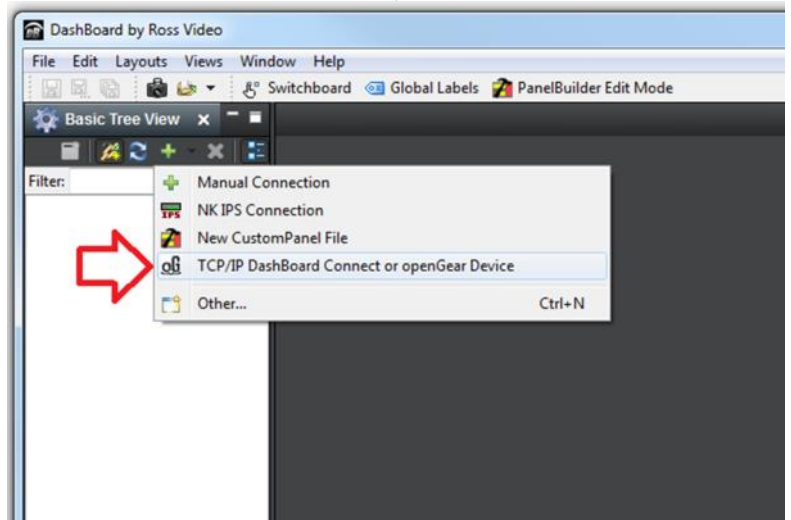 DashBoard by Ross Video
File Edit Layouts Views Window Help
Switchboard Global Labels PanelBuilder Edit Mode
Basic Tree View
Filter:
Manual Connection
IPS NK IPS Connection
New CustomPanel File
oG TCP/IP DashBoard Connect or openGear Device
Other... Ctrl+N